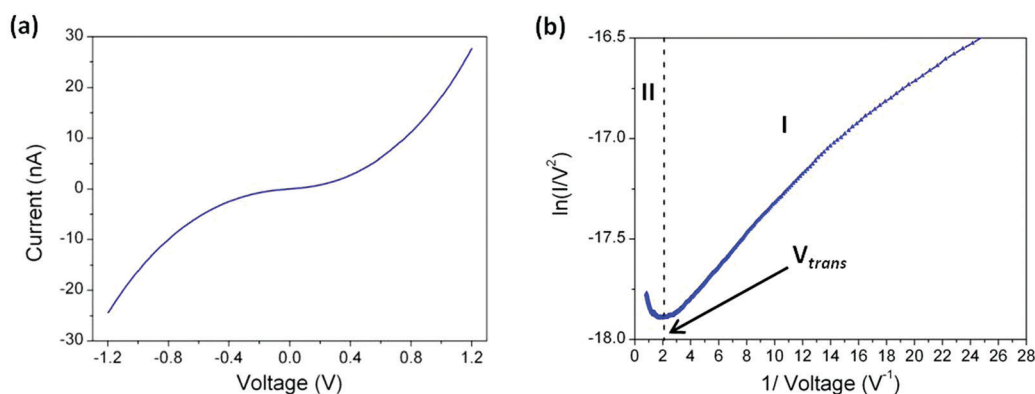 (a)
30
20
10
0
-10
-20
-30
Current (nA)
-1.2 -0.8 -0.4 0.0 0.4 0.8 1.2
Voltage (V)
(b)
-16.5
-17.0
-17.5
-18.0
ln(I/V²)
II
I
Vtrans
0 2 4 6 8 10 12 14 16 18 20 22 24 26 28
1/ Voltage (V⁻¹)